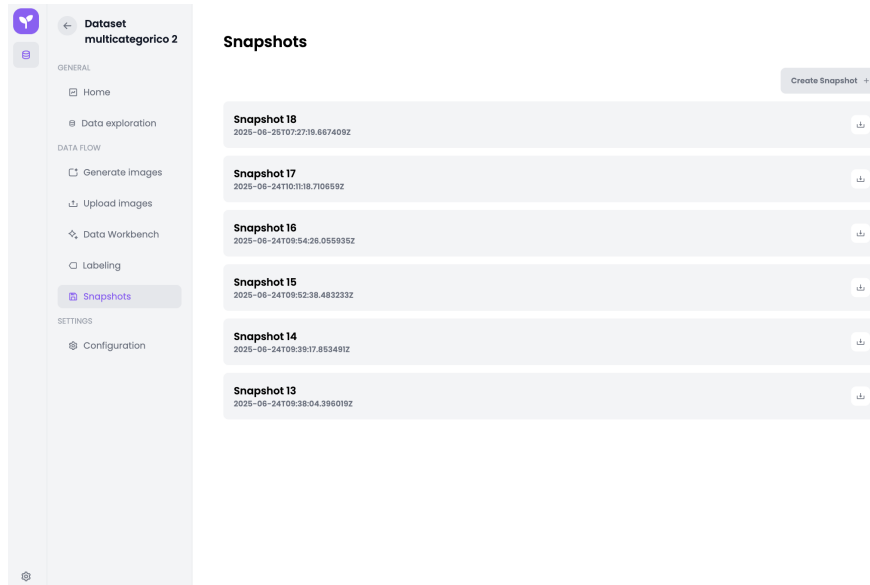 Dataset
multicategorico 2
GENERAL
Home
Data exploration
DATA FLOW
Generate images
Upload images
Data Workbench
Labeling
Snapshots
SETTINGS
Configuration
Snapshots
Create Snapshot +
Snapshot 18
2025-06-25T07:27:19.667409Z
Snapshot 17
2025-06-24T10:11:18.710659Z
Snapshot 16
2025-06-24T09:54:26.055935Z
Snapshot 15
2025-06-24T09:52:38.483233Z
Snapshot 14
2025-06-24T09:39:17.853491Z
Snapshot 13
2025-06-24T09:38:04.396019Z